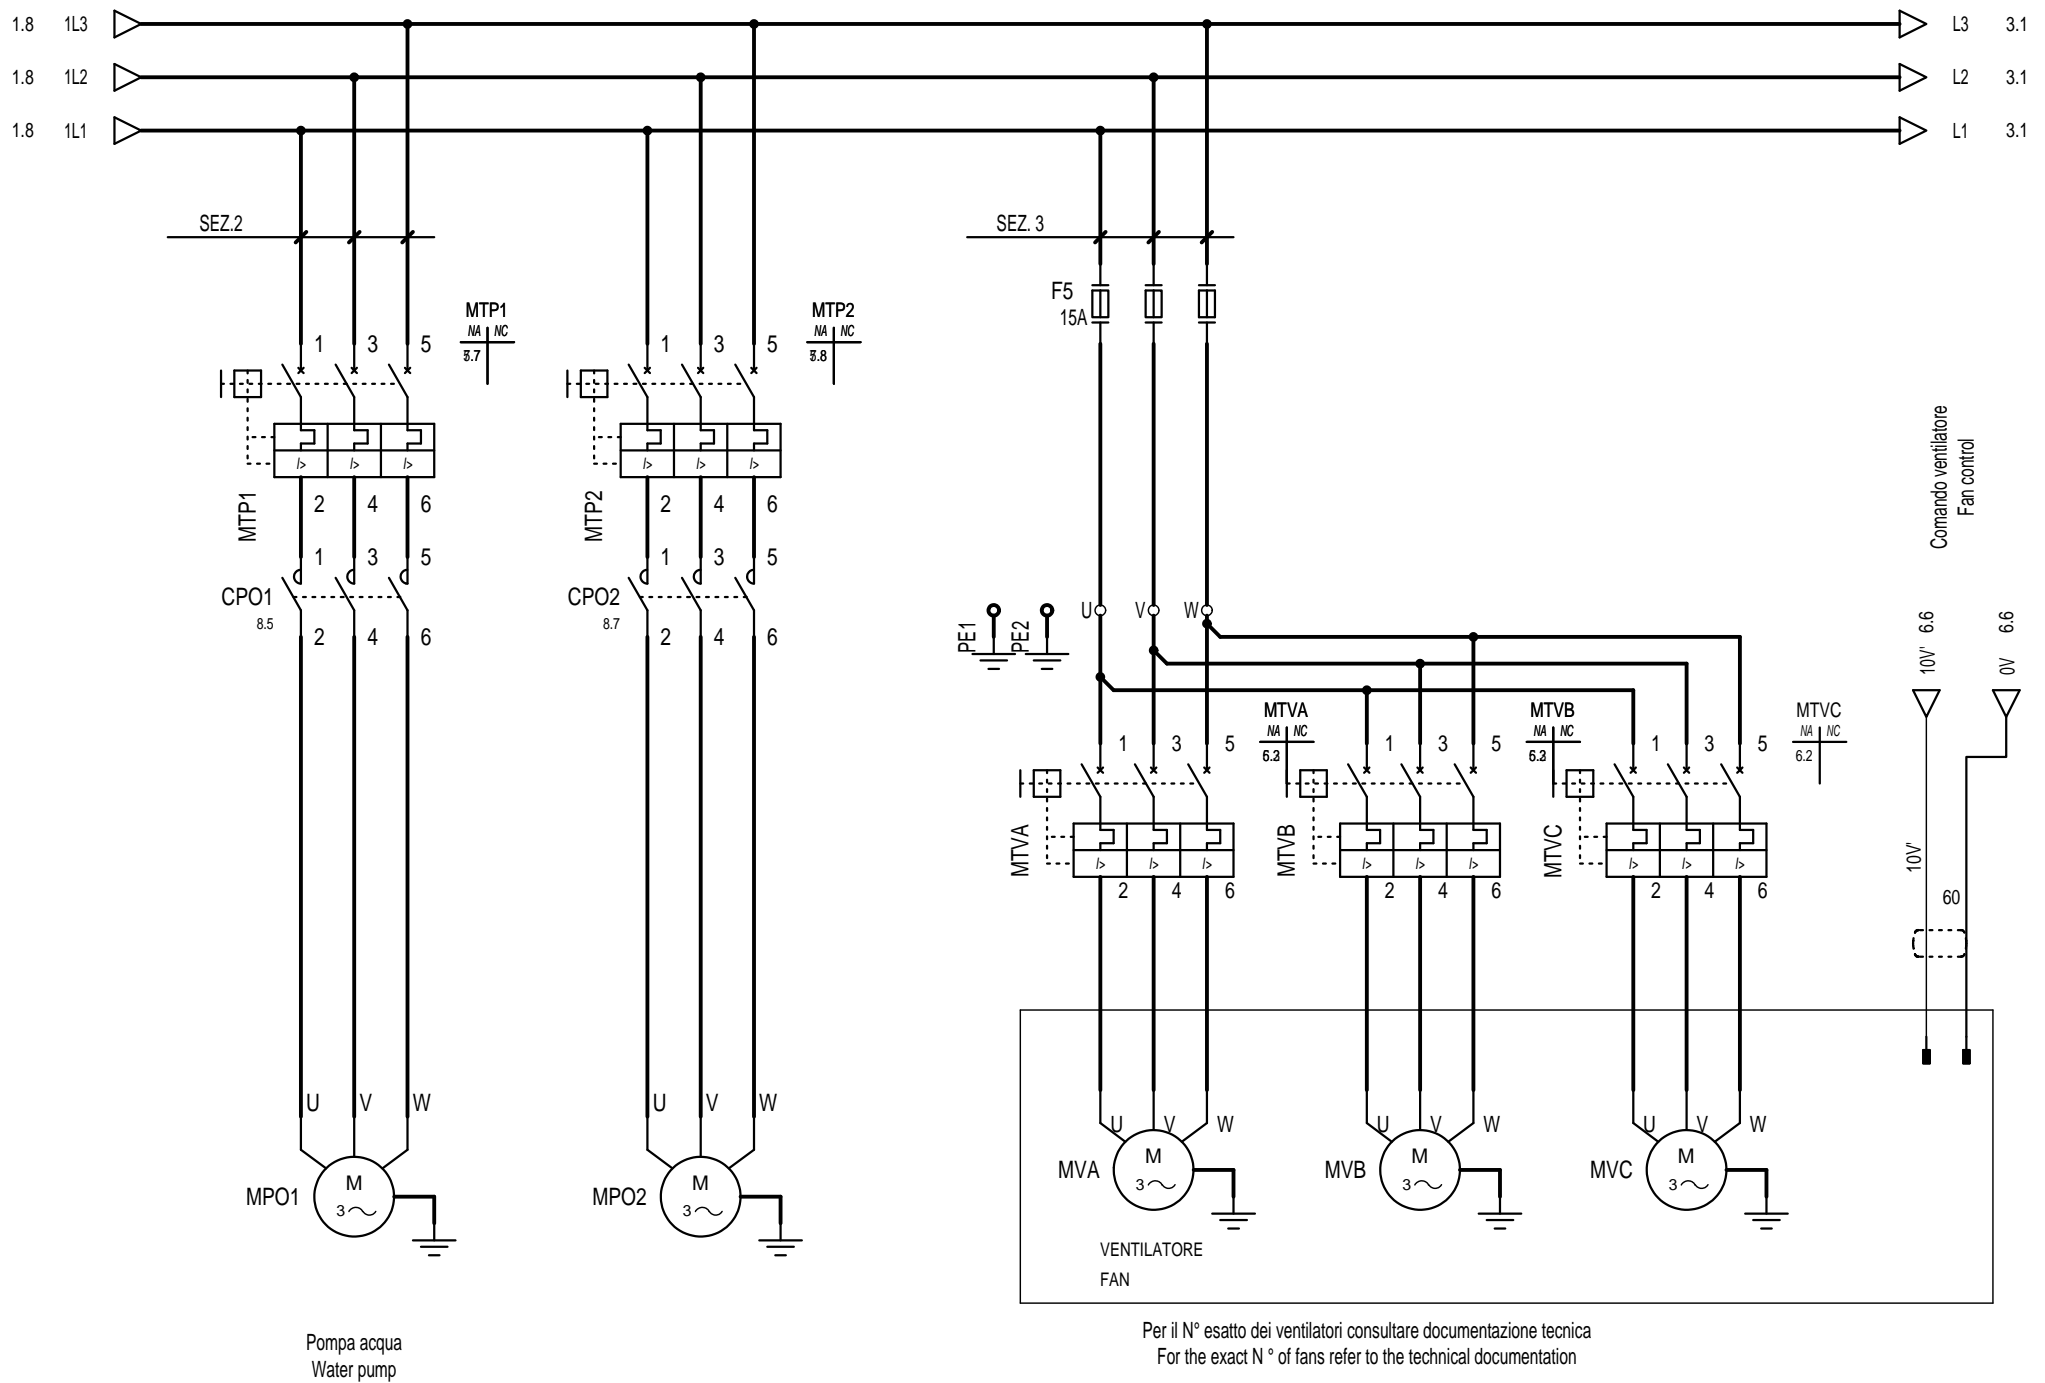 1.8 1L3 L3 3.1
1.8 1L2 L2 3.1
1.8 1L1 L1 3.1
SEZ.2
SEZ. 3
MTP1
NA NC
MTP2
NA NC
F5
15A
1 3 5
1 3 5
MTP1
2 4 6
MTP2
2 4 6
1 3 5
1 3 5
CPO1
8.5
CPO2
8.7
2 4 6
2 4 6
Comando ventilatore
Fan control
PE1
PE2
U V W
10V' 6.6
0V 6.6
MTVA
NA NC
MTVB
NA NC
MTVC
NA NC
6.2
1 3 5
1 3 5
1 3 5
MTVA
MTVB
MTVC
I> I> I>
I> I> I>
I> I> I>
I> I> I>
I> I> I>
2 4 6
2 4 6
2 4 6
10V'
60
U V W
U V W
U V W
U V W
U V W
MPO1
M
3
MPO2
M
3
MVA
M
3
MVB
M
3
MVC
M
3
VENTILATORE
FAN
Pompa acqua
Water pump
Per il N° esatto dei ventilatori consultare documentazione tecnica
For the exact N ° of fans refer to the technical documentation